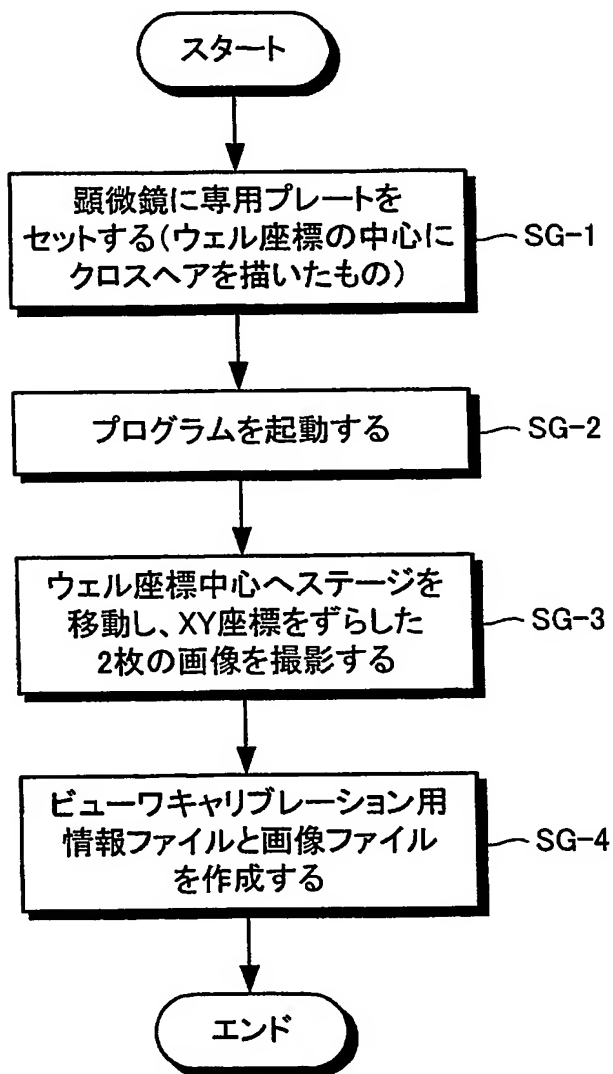 スタート
顕微鏡に専用プレートを
セットする(ウェル座標の中心に
クロスヘアを描いたもの)
SG-1
プログラムを起動する
SG-2
ウェル座標中心へステージを
移動し、XY座標をずらした
2枚の画像を撮影する
SG-3
ビューワキャリブレーション用
情報ファイルと画像ファイル
を作成する
SG-4
エンド